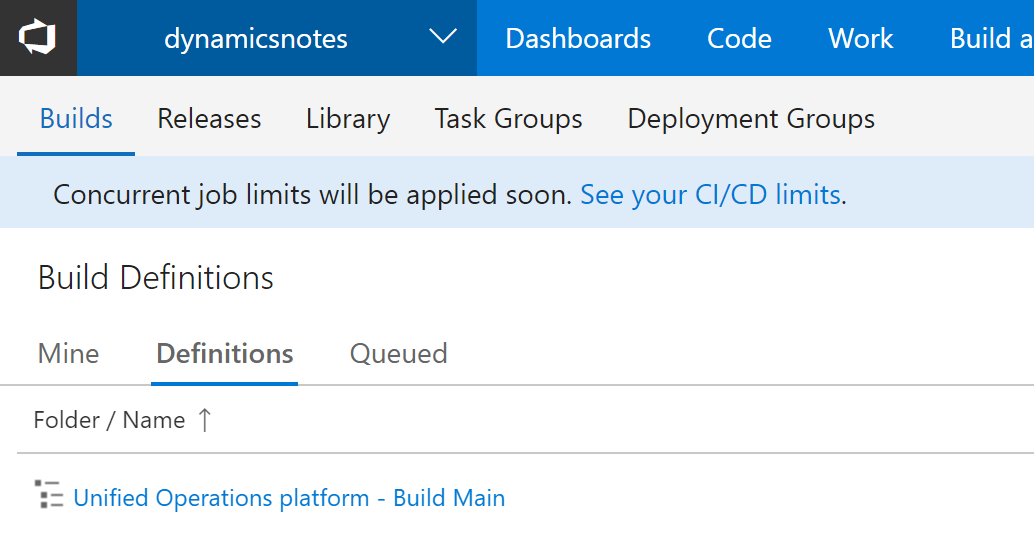 dynamicsnotes Dashboards Code Work Build a
Builds Releases Library Task Groups Deployment Groups
Concurrent job limits will be applied soon. See your CI/CD limits.
Build Definitions
Mine Definitions Queued
Folder / Name ↑
Unified Operations platform - Build Main